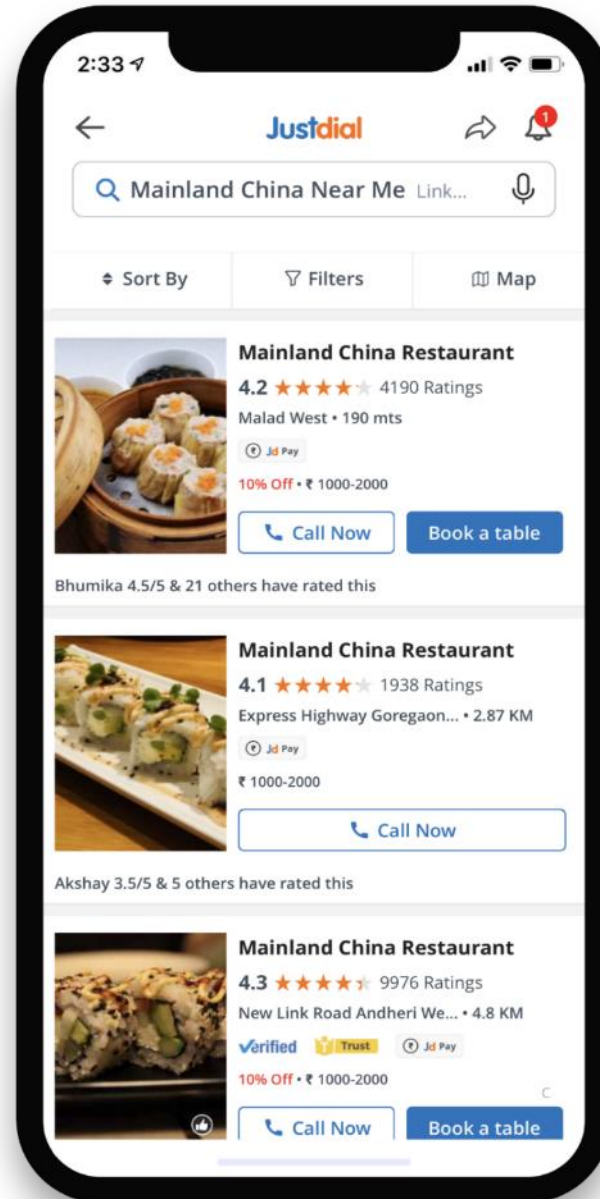 2:33
Justdial
1
Mainland China Near Me Link...
Sort By
Filters
Map
Mainland China Restaurant
4.2 ★★★★★ 4190 Ratings
Malad West • 190 mts
₹ Jd Pay
10% Off • ₹ 1000-2000
Call Now
Book a table
Bhumika 4.5/5 & 21 others have rated this
Mainland China Restaurant
4.1 ★★★★★ 1938 Ratings
Express Highway Goregaon... • 2.87 KM
₹ Jd Pay
₹ 1000-2000
Call Now
Akshay 3.5/5 & 5 others have rated this
Mainland China Restaurant
4.3 ★★★★★ 9976 Ratings
New Link Road Andheri We... • 4.8 KM
Verified T Trust ₹ Jd Pay
10% Off • ₹ 1000-2000
C
Call Now
Book a table